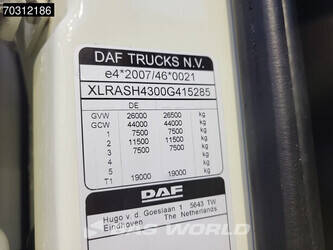 70312186
DAF TRUCKS N.V.
e4*2007/46*0021
XLRASH4300G415285
DE
GVW 26000 26500 kg
GCW 44000 44000 kg
1 7500 7500 kg
2 11500 11500 kg
3 7500 7500 kg
4 kg
5 kg
T1 19000 19000 kg
DAF
Hugo v. d. Goeslaan 1 5643 TW
Eindhoven The Netherlands
WORLD